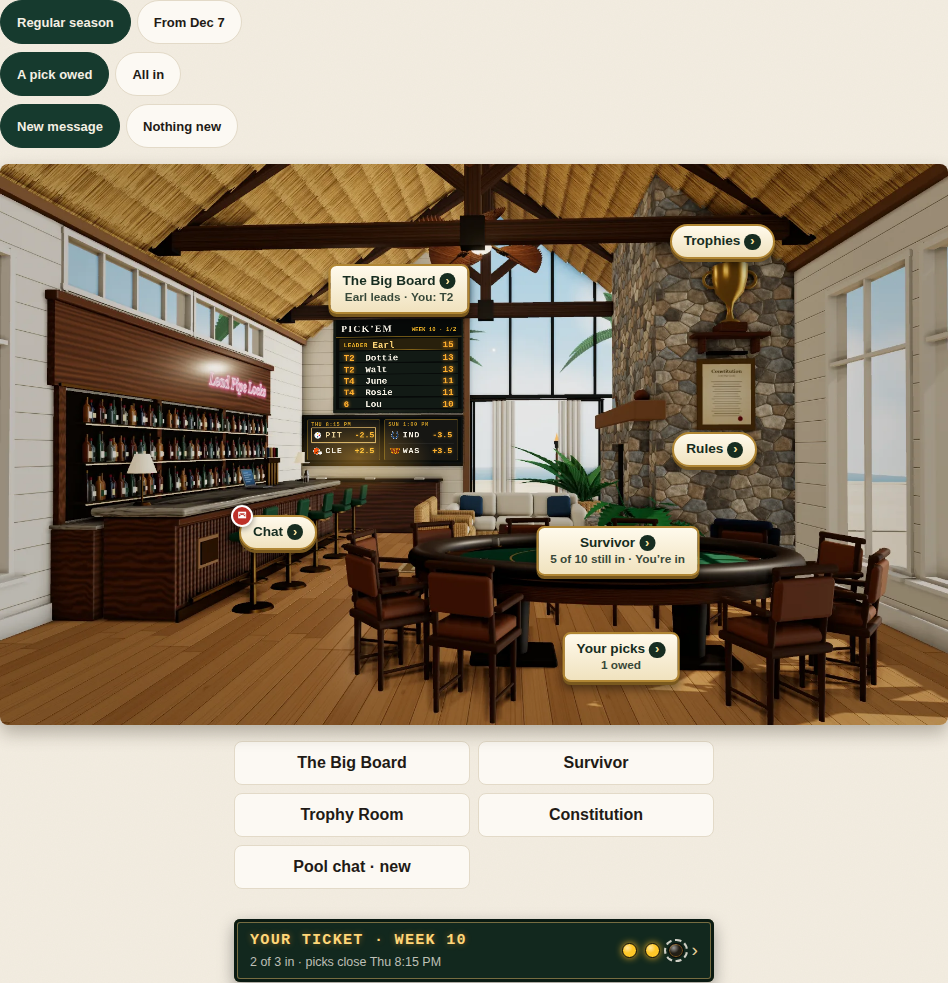 Regular season
From Dec 7
A pick owed
All in
New message
Nothing new
Trophies ›
The Big Board ›
Earl leads · You: T2
PICK'EM WEEK 10 · 1/2
LEADER Earl 15
T2 Dottie 13
T2 Walt 13
T4 June 11
T4 Rosie 11
6 Lou 10
Lead Pipe Locks
Constitution
THU 8:15 PM SUN 1:00 PM
PIT -2.5 IND -3.5
CLE +2.5 WAS +3.5
Rules ›
Chat ›
Survivor ›
5 of 10 still in · You're in
Your picks ›
1 owed
The Big Board
Survivor
Trophy Room
Constitution
Pool chat · new
YOUR TICKET · WEEK 10
2 of 3 in · picks close Thu 8:15 PM ›